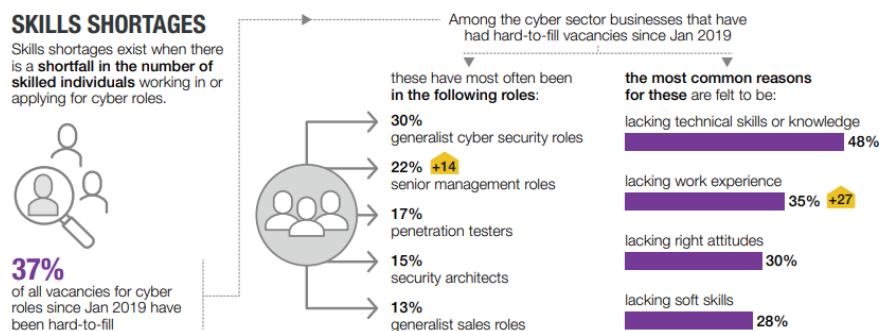 SKILLS SHORTAGES
Skills shortages exist when there
is a shortfall in the number of
skilled individuals working in or
applying for cyber roles.
37%
of all vacancies for cyber
roles since Jan 2019 have
been hard-to-fill
Among the cyber sector businesses that have
had hard-to-fill vacancies since Jan 2019
these have most often been
in the following roles:
30%
generalist cyber security roles
22% +14
senior management roles
17%
penetration testers
15%
security architects
13%
generalist sales roles
the most common reasons
for these are felt to be:
lacking technical skills or knowledge
48%
lacking work experience
35% +27
lacking right attitudes
30%
lacking soft skills
28%